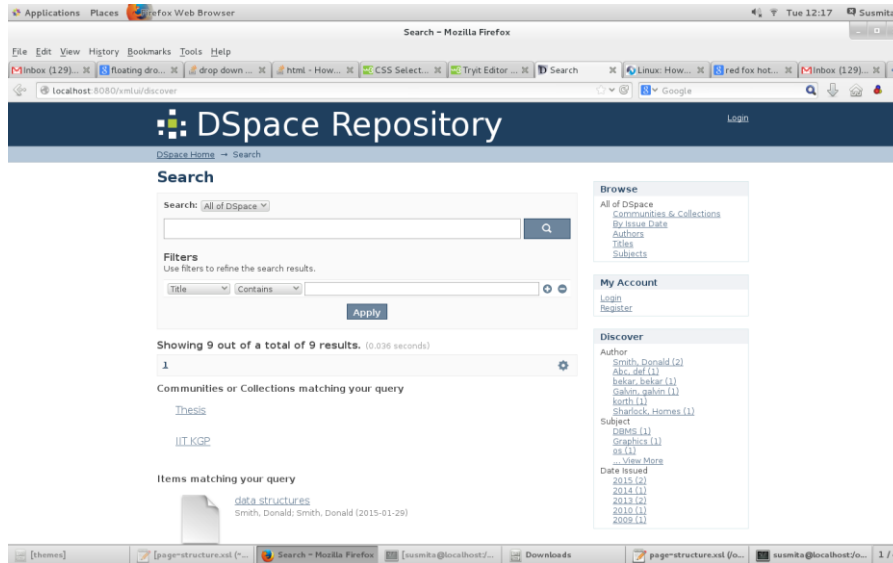 Applications Places Firefox Web Browser Tue 12:17 Susmita
Search - Mozilla Firefox
File Edit View History Bookmarks Tools Help
Inbox (129)... floating dro... drop down ... html - How... CSS Select... Tryit Editor ... Search Linux: How... red fox hot... Inbox (129)...
localhost:8080/xmlui/discover Google
DSpace Repository
Login
DSpace Home → Search
Search
Search: All of DSpace
Filters
Use filters to refine the search results.
Title Contains
Apply
Showing 9 out of a total of 9 results. (0.036 seconds)
1
Communities or Collections matching your query
Thesis
IIT KGP
Items matching your query
data structures
Smith, Donald; Smith, Donald (2015-01-29)
Browse
All of DSpace
Communities & Collections
By Issue Date
Authors
Titles
Subjects
My Account
Login
Register
Discover
Author
Smith, Donald (2)
Abc, def (1)
bekar, bekar (1)
Galvin, galvin (1)
korth (1)
Sharlock, Homes (1)
Subject
DBMS (1)
Graphics (1)
os (1)
... View More
Date Issued
2015 (2)
2014 (1)
2013 (2)
2010 (1)
2009 (1)
[themes] [page-structure.xsl (~... Search - Mozilla Firefox [susmita@localhost:/... Downloads page-structure.xsl (/o... susmita@localhost:/o... 1 /